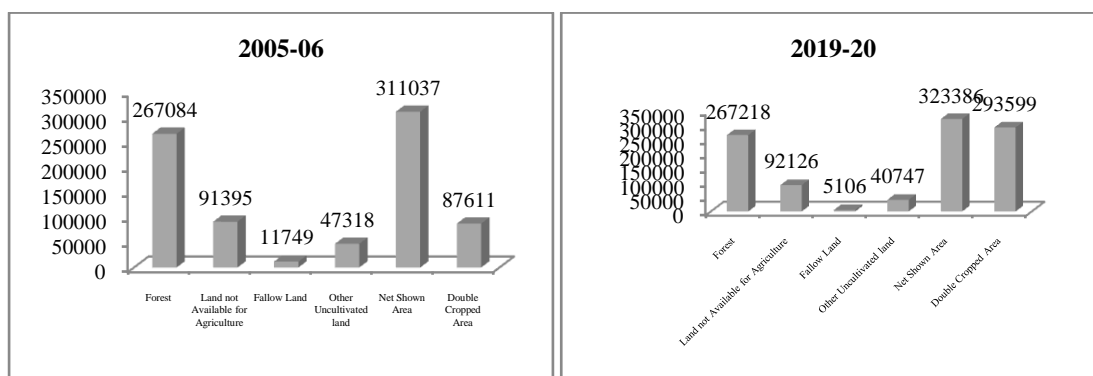 2005-06
350000
300000
250000
200000
150000
100000
50000
0
267084
91395
11749
47318
311037
87611
Forest
Land not
Available for
Agriculture
Fallow Land
Other
Uncultivated
land
Net Shown
Area
Double
Cropped
Area
2019-20
350000
300000
250000
200000
150000
100000
50000
0
267218
92126
5106
40747
323386
293599
Forest
Land not Available for Agriculture
Fallow Land
Other Uncultivated land
Net Shown Area
Double Cropped Area